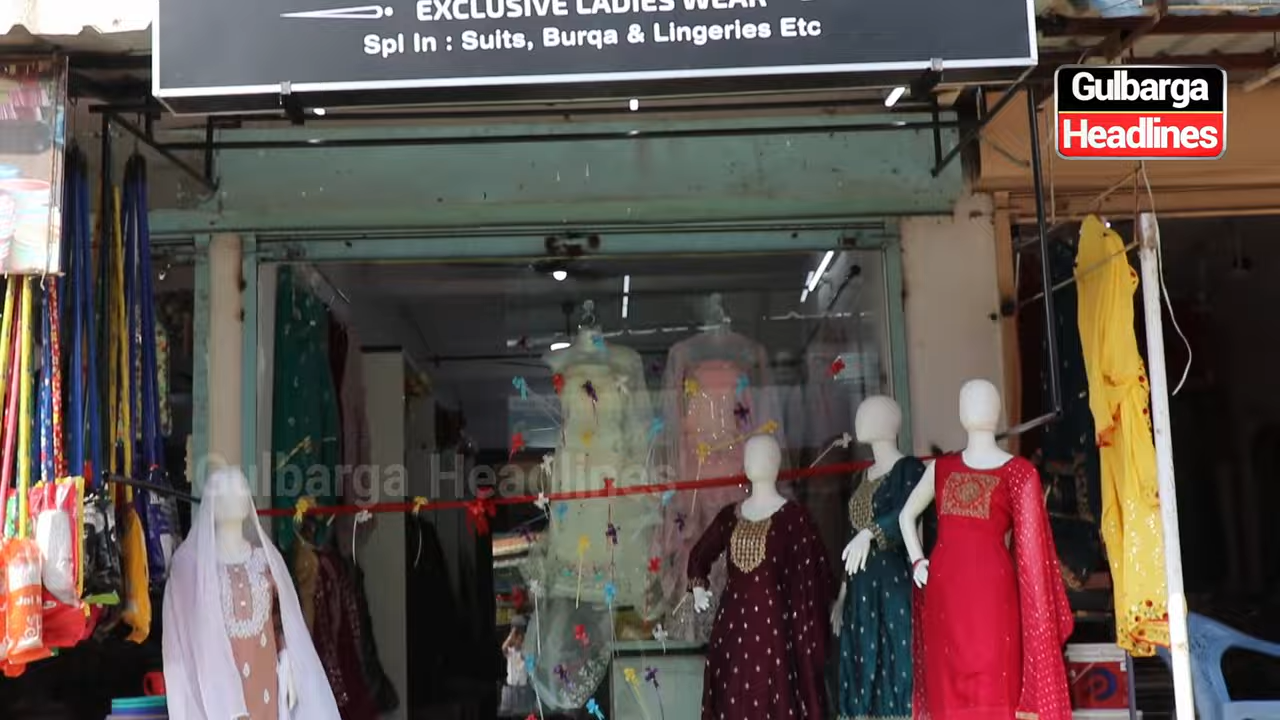 EXCLUSIVE LADIES WEAR
Spl In : Suits, Burqa & Lingeries Etc
Gulbarga
Headlines
Gulbarga Headlines